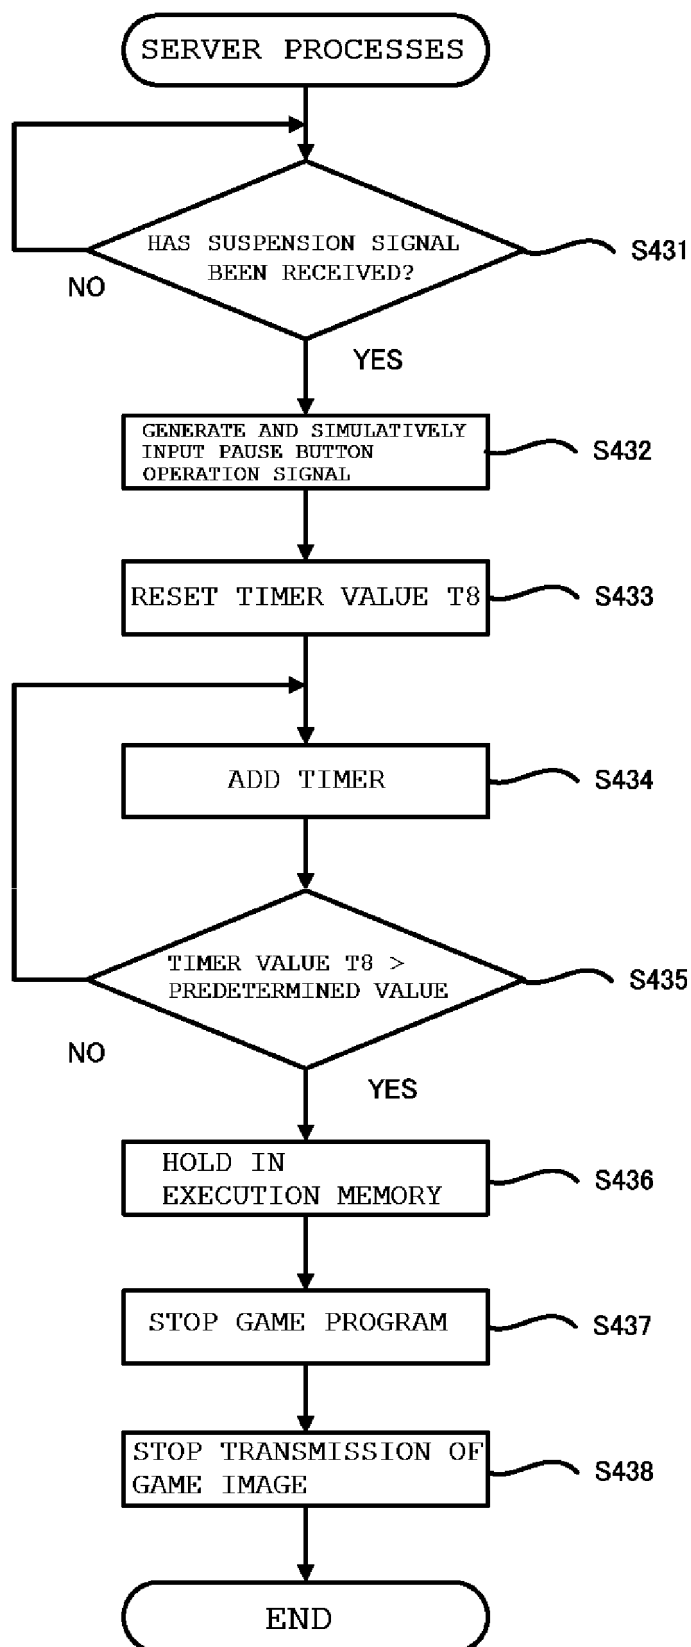 SERVER PROCESSES
HAS SUSPENSION SIGNAL
BEEN RECEIVED?
S431
NO
YES
GENERATE AND SIMULATIVELY
INPUT PAUSE BUTTON
OPERATION SIGNAL
S432
RESET TIMER VALUE T8
S433
ADD TIMER
S434
TIMER VALUE T8 >
PREDETERMINED VALUE
S435
NO
YES
HOLD IN
EXECUTION MEMORY
S436
STOP GAME PROGRAM
S437
STOP TRANSMISSION OF
GAME IMAGE
S438
END